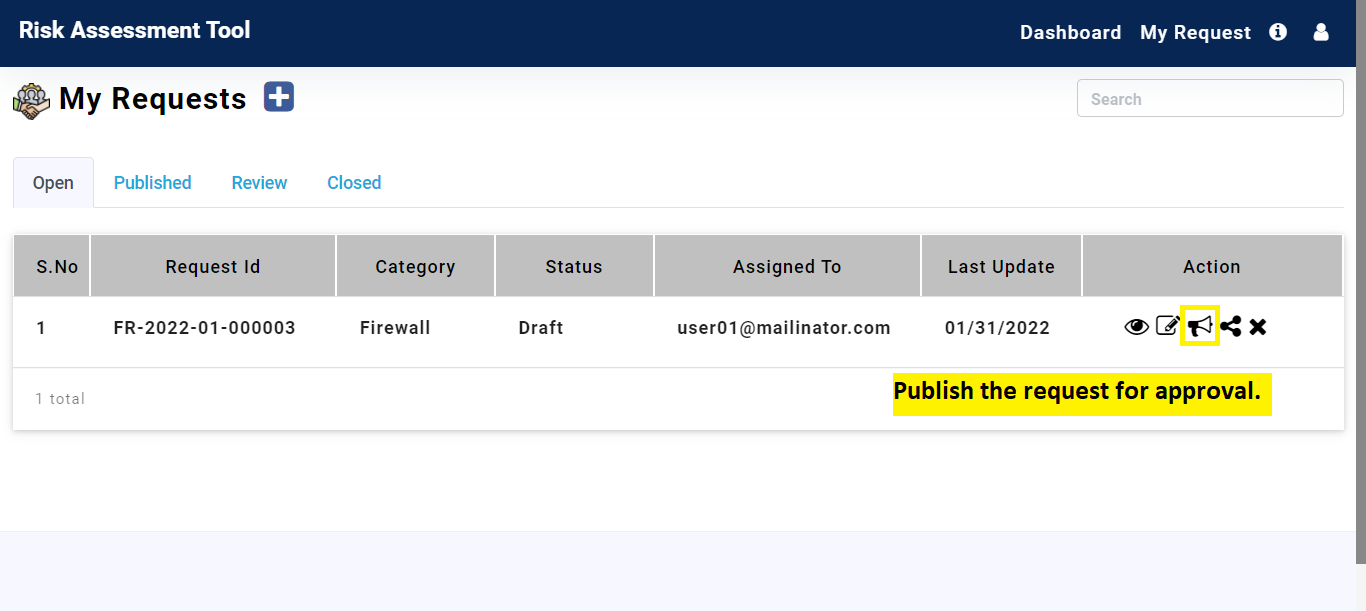 Risk Assessment Tool
Dashboard My Request
My Requests
Search
Open Published Review Closed
S.No Request Id Category Status Assigned To Last Update Action
1 FR-2022-01-000003 Firewall Draft user01@mailinator.com 01/31/2022
1 total
Publish the request for approval.